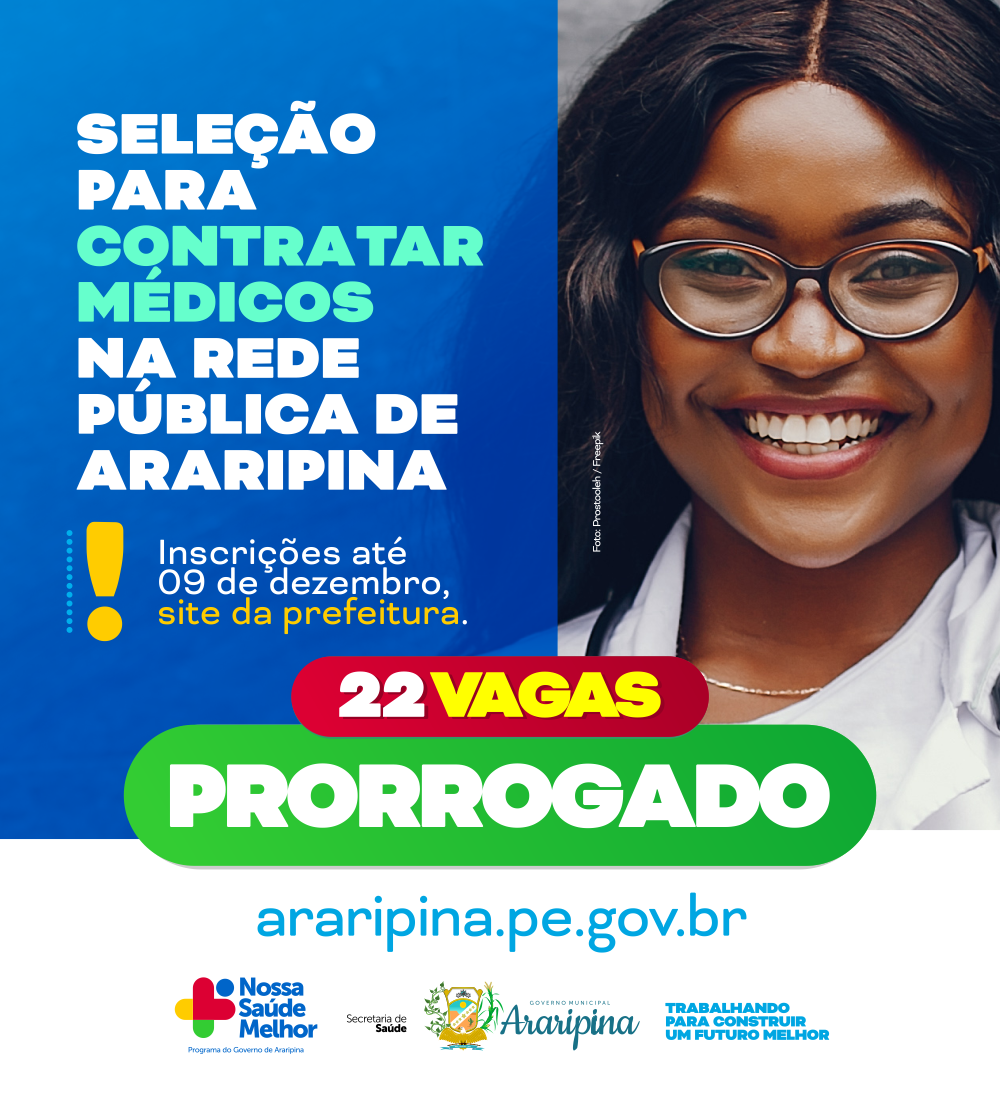 SELEÇÃO
PARA
CONTRATAR
MÉDICOS
NA REDE
PÚBLICA DE
ARARIPINA
Inscrições até
09 de dezembro,
site da prefeitura.
Foto: Prostooleh / Freepik
22 VAGAS
PRORROGADO
araripina.pe.gov.br
Nossa
Saúde
Melhor
Programa do Governo de Araripina
Secretaria de
Saúde
GOVERNO MUNICIPAL
Araripina
TRABALHANDO
PARA CONSTRUIR
UM FUTURO MELHOR